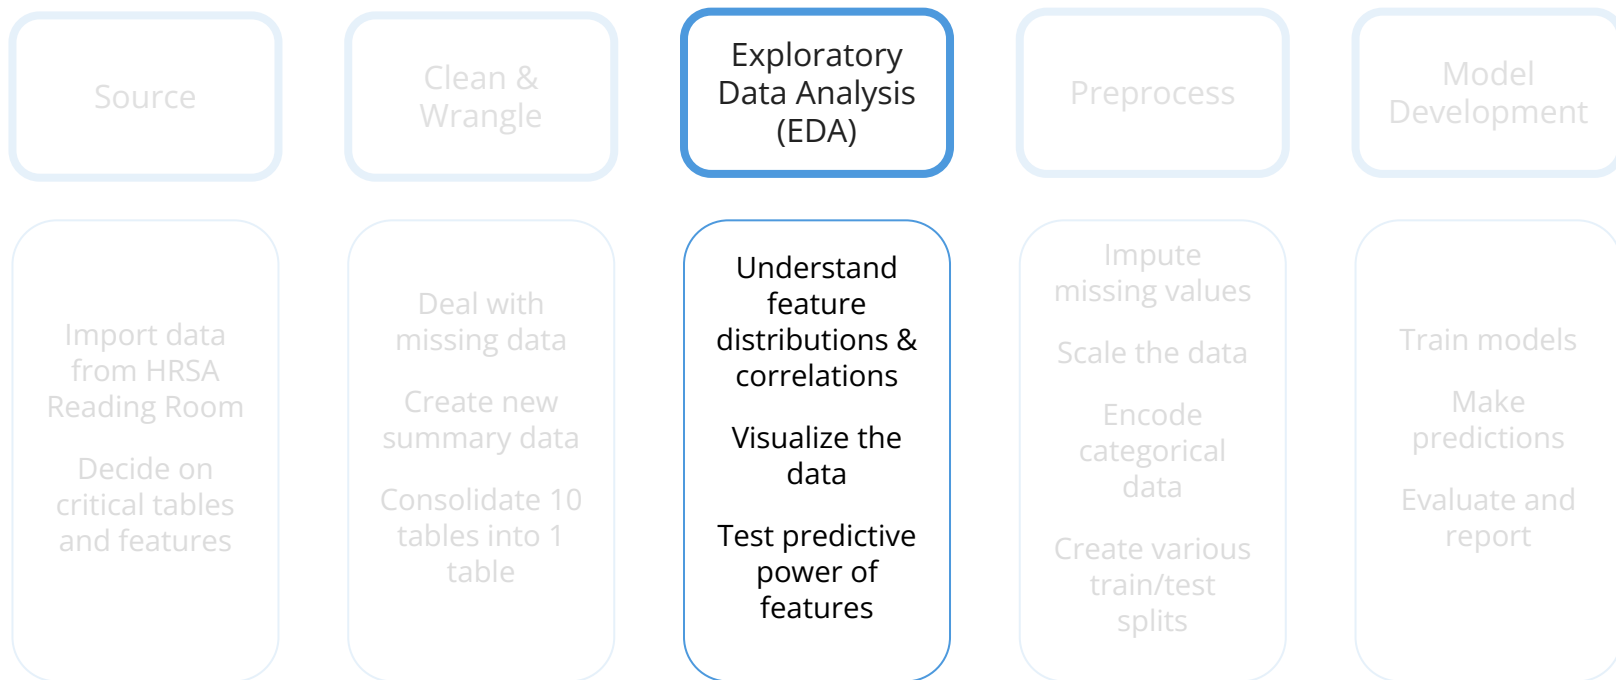 Source
Clean &
Wrangle
Exploratory
Data Analysis
(EDA)
Preprocess
Model
Development
Import data
from HRSA
Reading Room
Decide on
critical tables
and features
Deal with
missing data
Create new
summary data
Consolidate 10
tables into 1
table
Understand
feature
distributions &
correlations
Visualize the
data
Test predictive
power of
features
Impute
missing values
Scale the data
Encode
categorical
data
Create various
train/test
splits
Train models
Make
predictions
Evaluate and
report